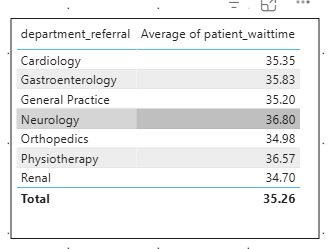 department_referral Average of patient_waittime
Cardiology 35.35
Gastroenterology 35.83
General Practice 35.20
Neurology 36.80
Orthopedics 34.98
Physiotherapy 36.57
Renal 34.70
Total 35.26